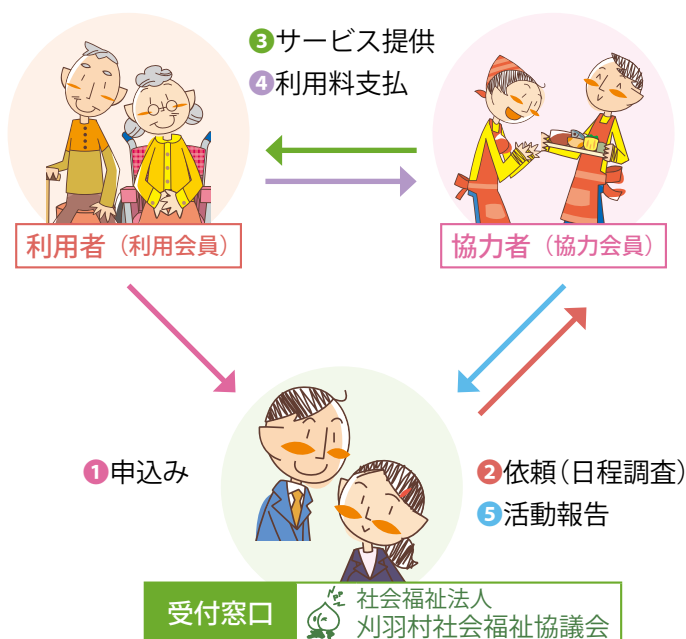 ❸サービス提供
❹利用料支払
利用者（利用会員）
協力者（協力会員）
❶申込み
❷依頼（日程調査）
❺活動報告
受付窓口
社会福祉法人
刈羽村社会福祉協議会